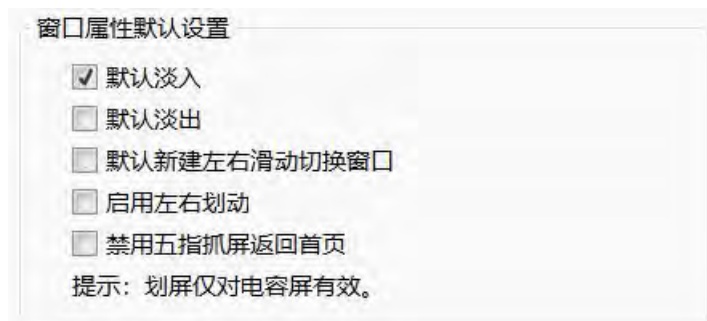 窗口属性默认设置
默认淡入
默认淡出
默认新建左右滑动切换窗口
启用左右划动
禁用五指抓屏返回首页
提示：划屏仅对电容屏有效。